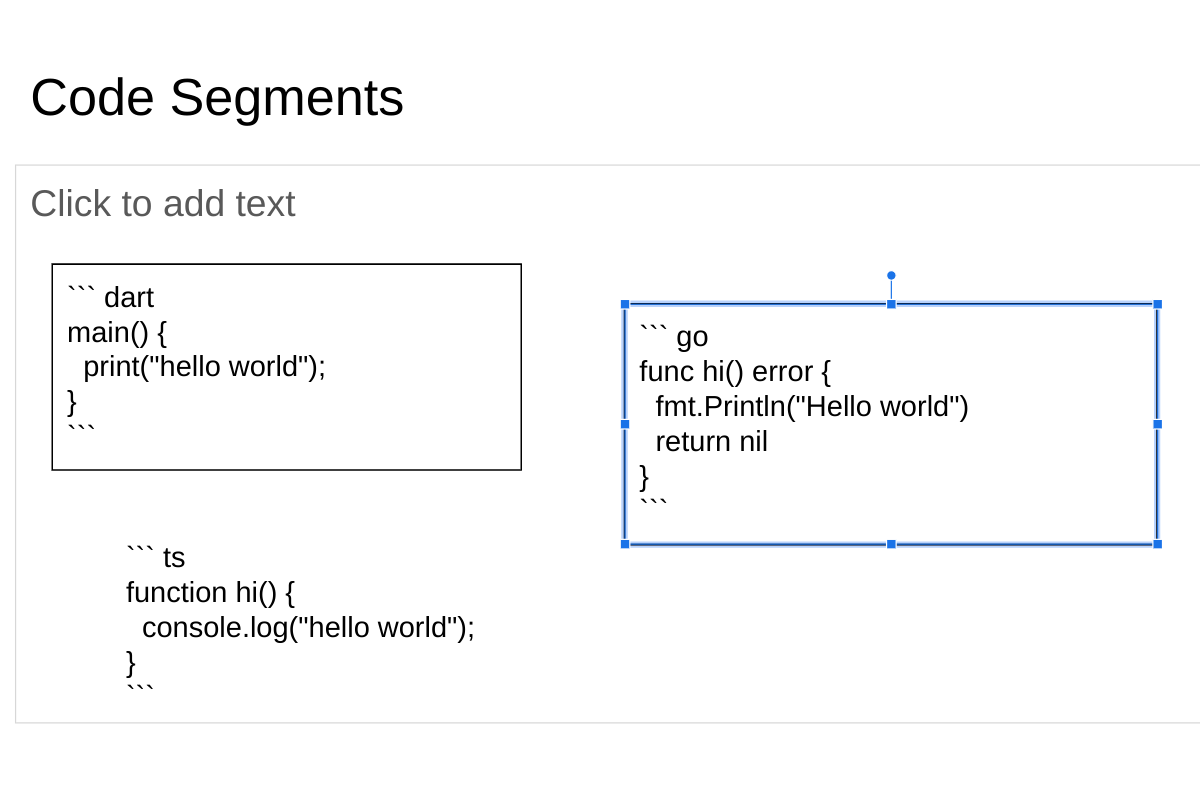 Code Segments
Click to add text
``` dart
main() {
  print("hello world");
}
```
``` go
func hi() error {
  fmt.Println("Hello world")
  return nil
}
```
``` ts
function hi() {
  console.log("hello world");
}
```